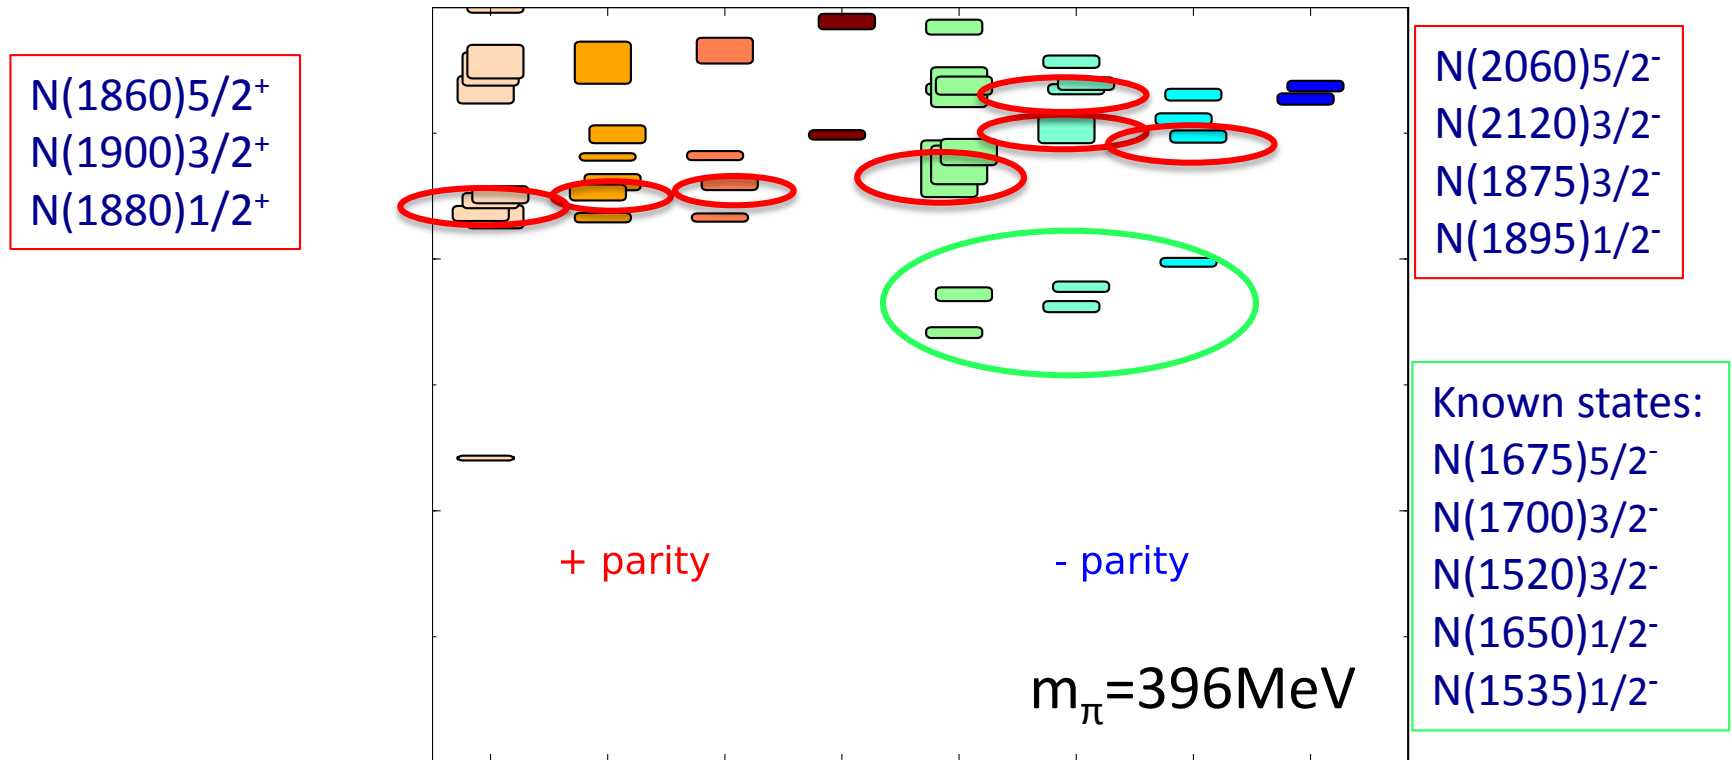 N(1860)5/2⁺
N(1900)3/2⁺
N(1880)1/2⁺
N(2060)5/2⁻
N(2120)3/2⁻
N(1875)3/2⁻
N(1895)1/2⁻
Known states:
N(1675)5/2⁻
N(1700)3/2⁻
N(1520)3/2⁻
N(1650)1/2⁻
N(1535)1/2⁻
+ parity
- parity
mπ=396MeV